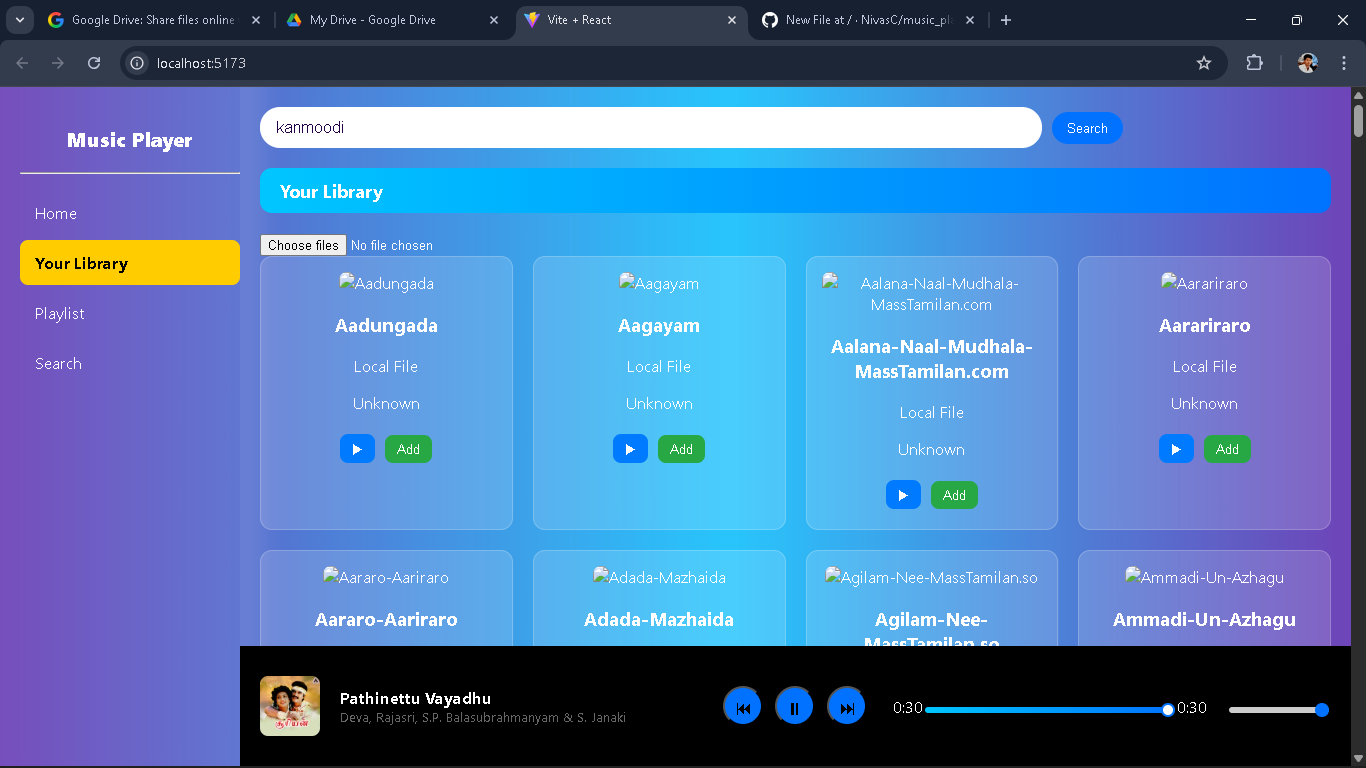 Google Drive: Share files online
My Drive - Google Drive
Vite + React
New File at / · NivasC/music_pl
localhost:5173
Music Player
Home
Your Library
Playlist
Search
kanmoodi
Search
Your Library
Choose files No file chosen
Aadungada
Aadungada
Local File
Unknown
Add
Aagayam
Aagayam
Local File
Unknown
Add
Aalana-Naal-Mudhala-
MassTamilan.com
Aalana-Naal-Mudhala-
MassTamilan.com
Local File
Unknown
Add
Aarariraro
Aarariraro
Local File
Unknown
Add
Aararo-Aariraro
Aararo-Aariraro
Adada-Mazhaida
Adada-Mazhaida
Agilam-Nee-MassTamilan.so
Agilam-Nee-
MassTamilan.so
Ammadi-Un-Azhagu
Ammadi-Un-Azhagu
Pathinettu Vayadhu
Deva, Rajasri, S.P. Balasubrahmanyam & S. Janaki
0:30
0:30